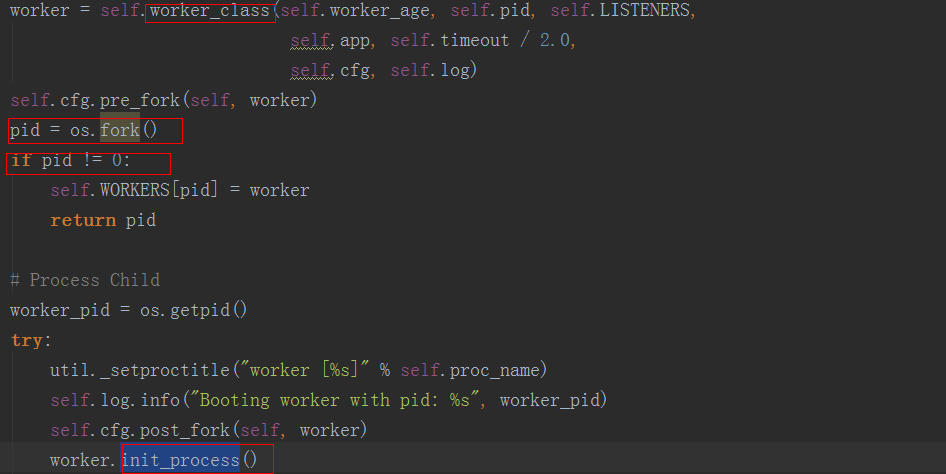 worker = self.worker_class(self.worker_age, self.pid, self.LISTENERS,
self.app, self.timeout / 2.0,
self.cfg, self.log)
self.cfg.pre_fork(self, worker)
pid = os.fork()
if pid != 0:
self.WORKERS[pid] = worker
return pid
# Process Child
worker_pid = os.getpid()
try:
util._setproctitle("worker [%s]" % self.proc_name)
self.log.info("Booting worker with pid: %s", worker_pid)
self.cfg.post_fork(self, worker)
worker.init_process()